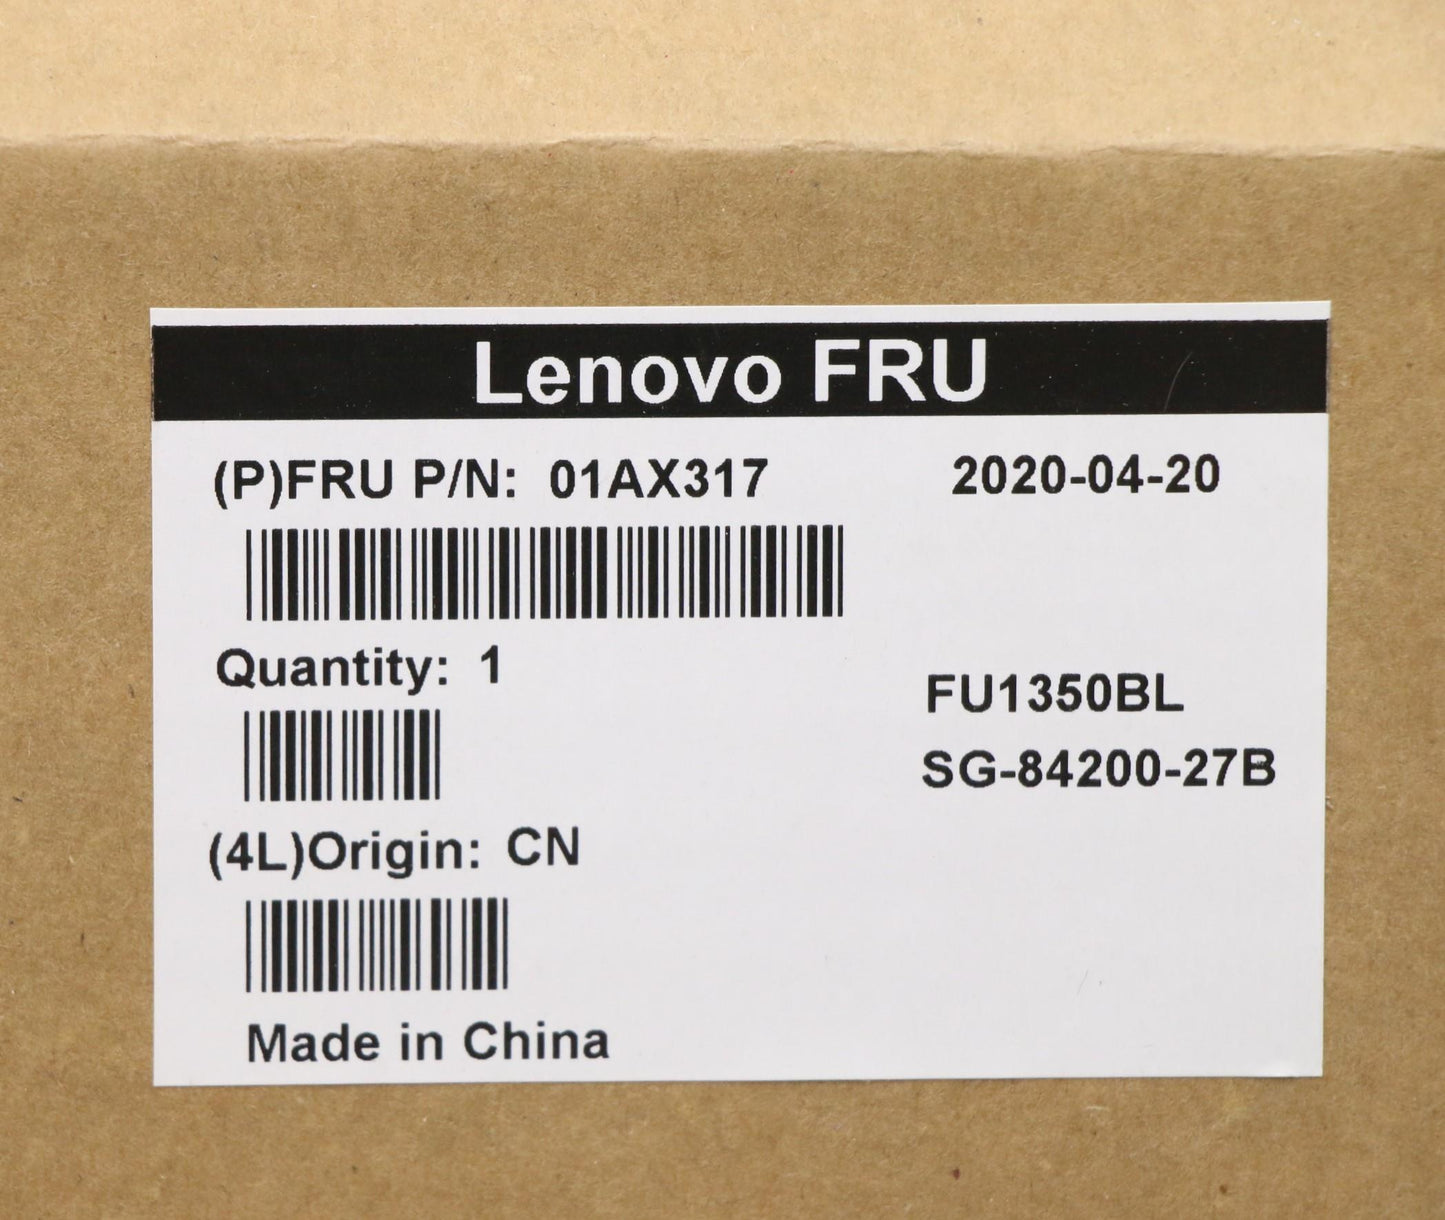 Lenovo FRU
(P)FRU P/N: 01AX317
2020-04-20
Quantity: 1
FU1350BL
SG-84200-27B
(4L)Origin: CN
Made in China